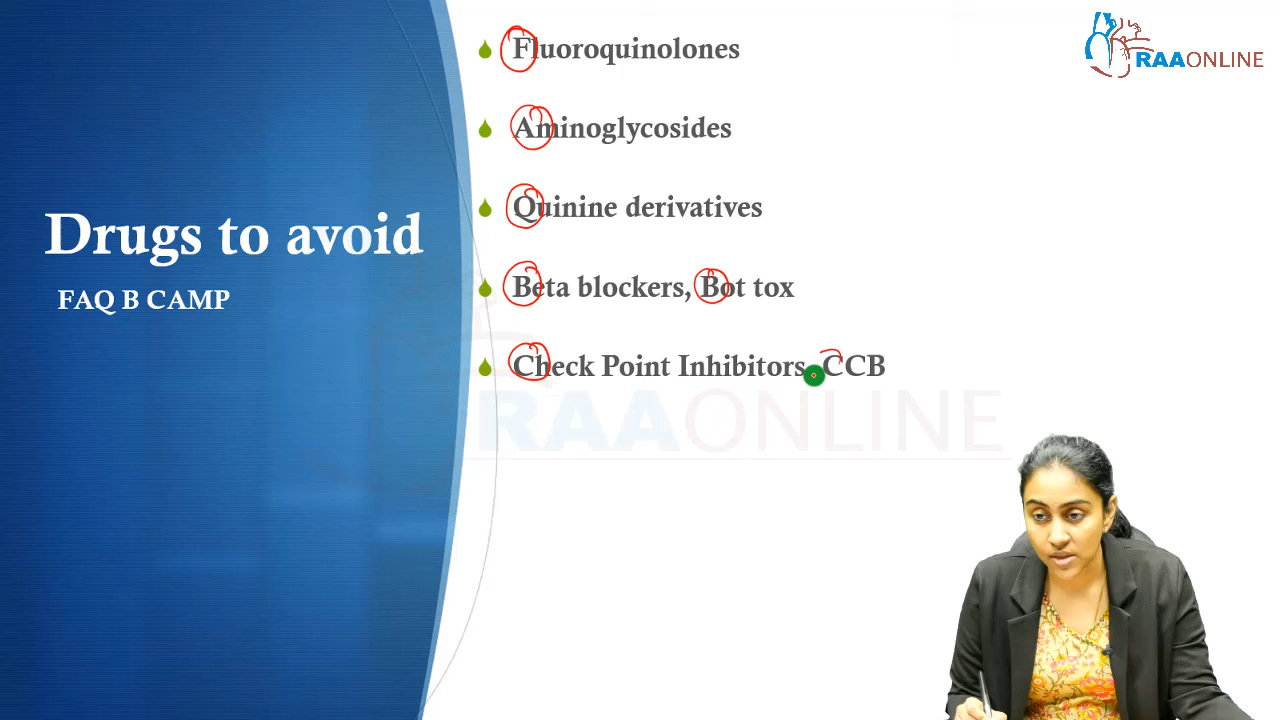 Drugs to avoid
FAQ B CAMP
Fluoroquinolones
Aminoglycosides
Quinine derivatives
Beta blockers, Bot tox
Check Point Inhibitors, CCB
RAAONLINE
RAAONLINE